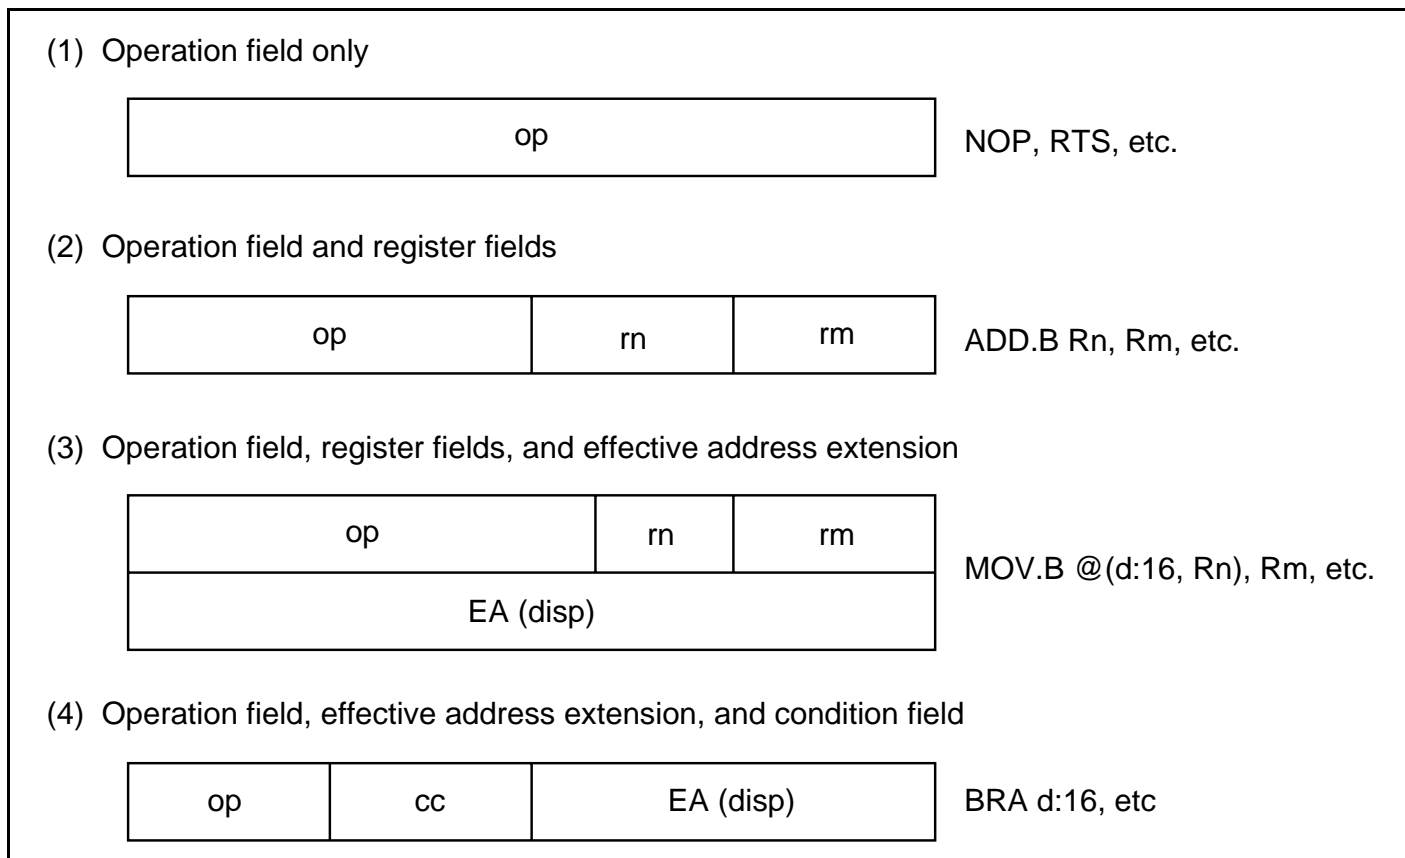 (1) Operation field only
op
NOP, RTS, etc.
(2) Operation field and register fields
op rn rm
ADD.B Rn, Rm, etc.
(3) Operation field, register fields, and effective address extension
op rn rm
EA (disp)
MOV.B @(d:16, Rn), Rm, etc.
(4) Operation field, effective address extension, and condition field
op cc EA (disp)
BRA d:16, etc